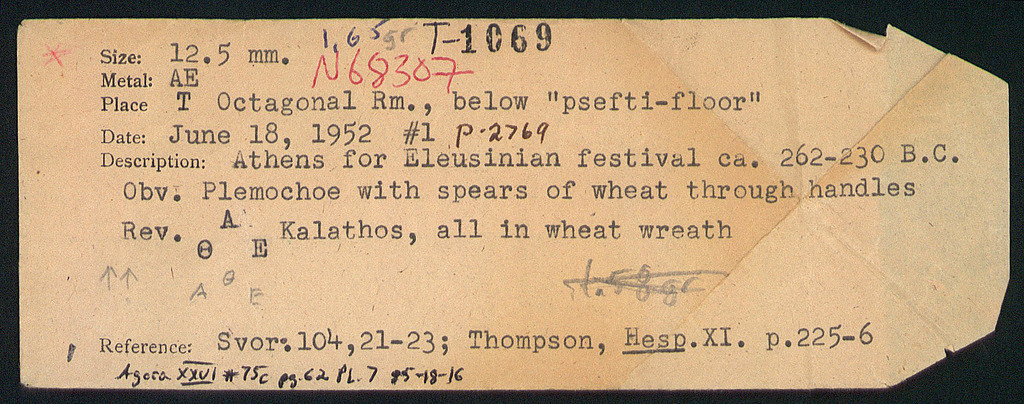 1.65gr T-1069
Size: 12.5 mm.
N68307
Metal: AE
Place T Octagonal Rm., below "psefti-floor"
Date: June 18, 1952 #1 P-2769
Description: Athens for Eleusinian festival ca. 262-230 B.C.
Obv. Plemochoe with spears of wheat through handles
Rev. Α Θ Ε Kalathos, all in wheat wreath
↑↑ Α Θ Ε
Reference: Svor:104,21-23; Thompson, Hesp.XI. p.225-6
Agora XXVI #75c pg.62 PL.7